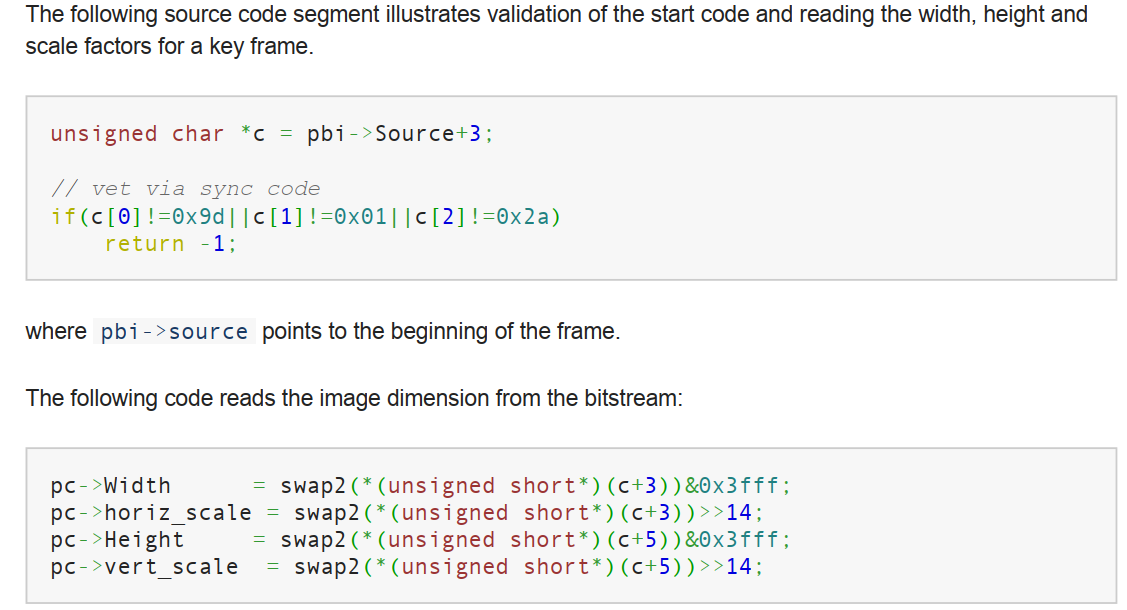 The following source code segment illustrates validation of the start code and reading the width, height and
scale factors for a key frame.
unsigned char *c = pbi->Source+3;
// vet via sync code
if(c[0]!=0x9d||c[1]!=0x01||c[2]!=0x2a)
    return -1;
where pbi->source points to the beginning of the frame.
The following code reads the image dimension from the bitstream:
pc->Width      = swap2(*(unsigned short*)(c+3))&0x3fff;
pc->horiz_scale = swap2(*(unsigned short*)(c+3))>>14;
pc->Height     = swap2(*(unsigned short*)(c+5))&0x3fff;
pc->vert_scale  = swap2(*(unsigned short*)(c+5))>>14;